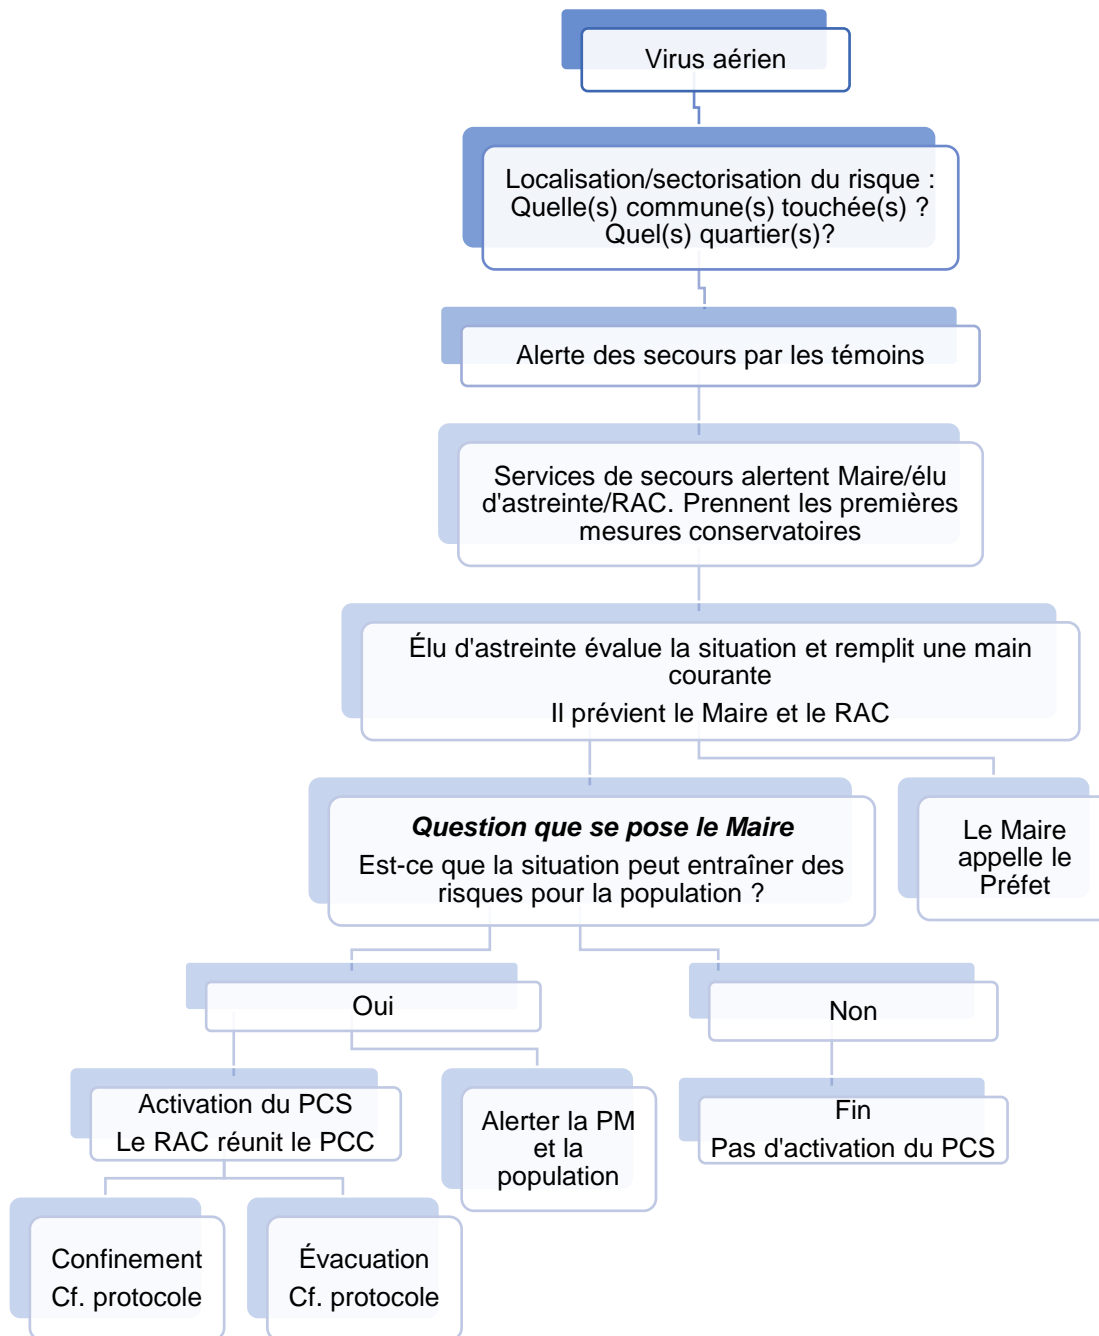 Virus aérien
Localisation/sectorisation du risque :
Quelle(s) commune(s) touchée(s) ?
Quel(s) quartier(s)?
Alerte des secours par les témoins
Services de secours alertent Maire/élu
d'astreinte/RAC. Prennent les premières
mesures conservatoires
Élu d'astreinte évalue la situation et remplit une main
courante
Il prévient le Maire et le RAC
Question que se pose le Maire
Est-ce que la situation peut entraîner des
risques pour la population ?
Le Maire
appelle le
Préfet
Oui
Non
Activation du PCS
Le RAC réunit le PCC
Alerter la PM
et la
population
Fin
Pas d'activation du PCS
Confinement
Cf. protocole
Évacuation
Cf. protocole